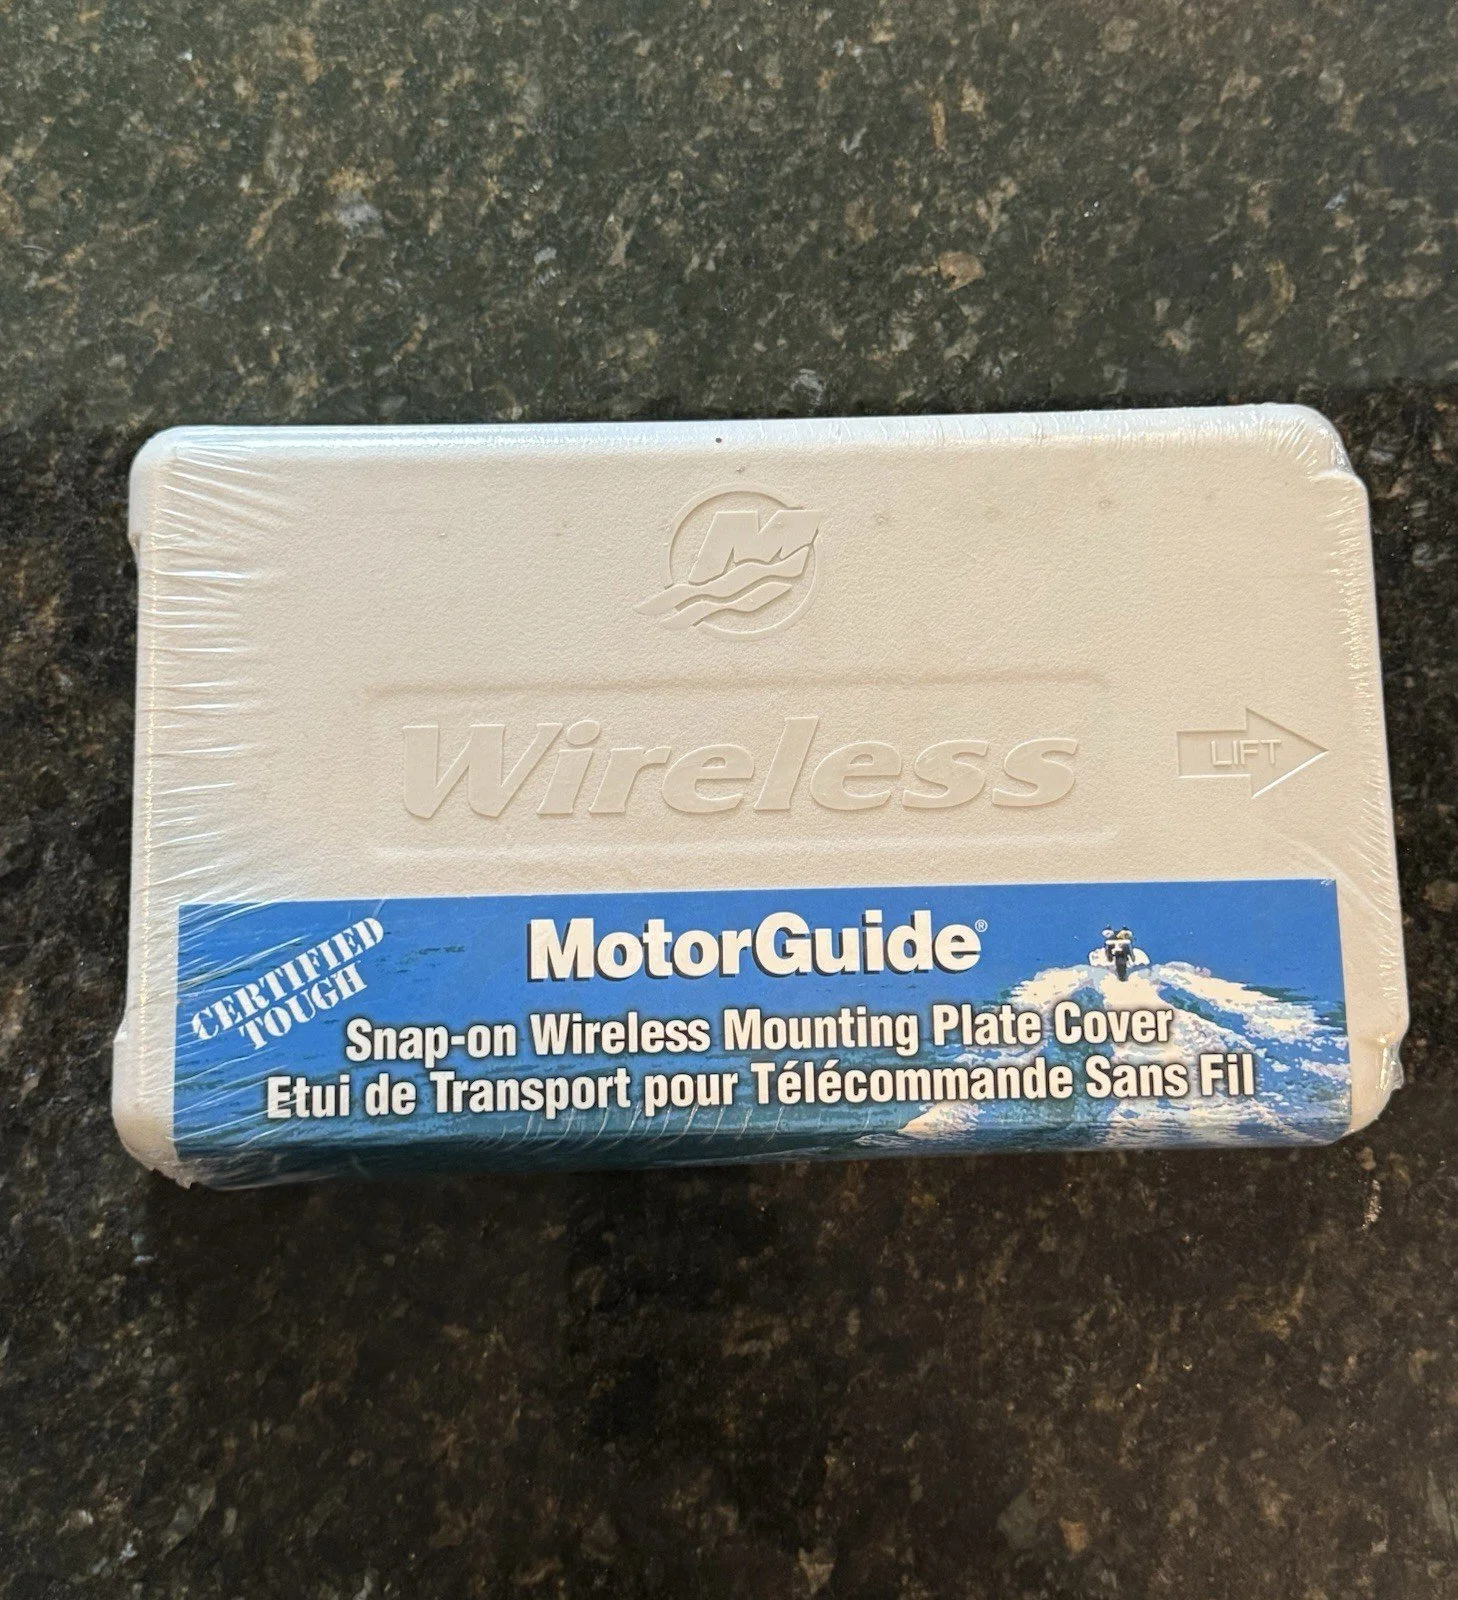 M
Wireless
LIFT
CERTIFIED
TOUGH
MotorGuide®
Snap-on Wireless Mounting Plate Cover
Etui de Transport pour Télécommande Sans Fil